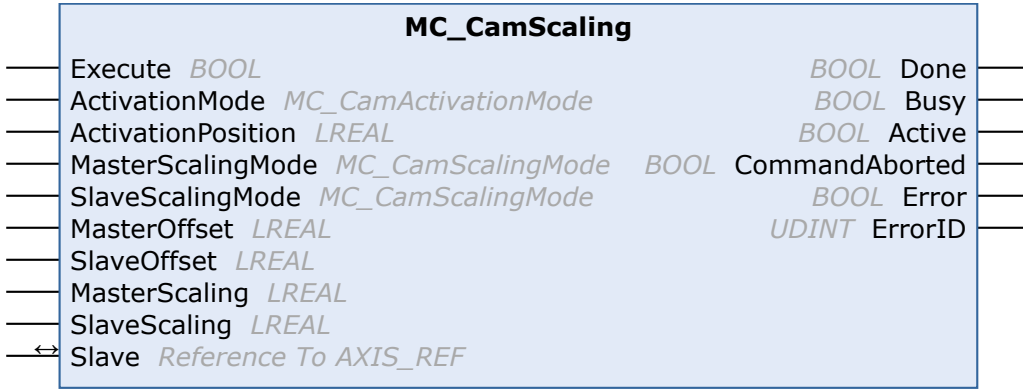 MC_CamScaling
Execute BOOL BOOL Done
ActivationMode MC_CamActivationMode BOOL Busy
ActivationPosition LREAL BOOL Active
MasterScalingMode MC_CamScalingMode BOOL CommandAborted
SlaveScalingMode MC_CamScalingMode BOOL Error
MasterOffset LREAL UDINT ErrorID
SlaveOffset LREAL
MasterScaling LREAL
SlaveScaling LREAL
↔ Slave Reference To AXIS_REF